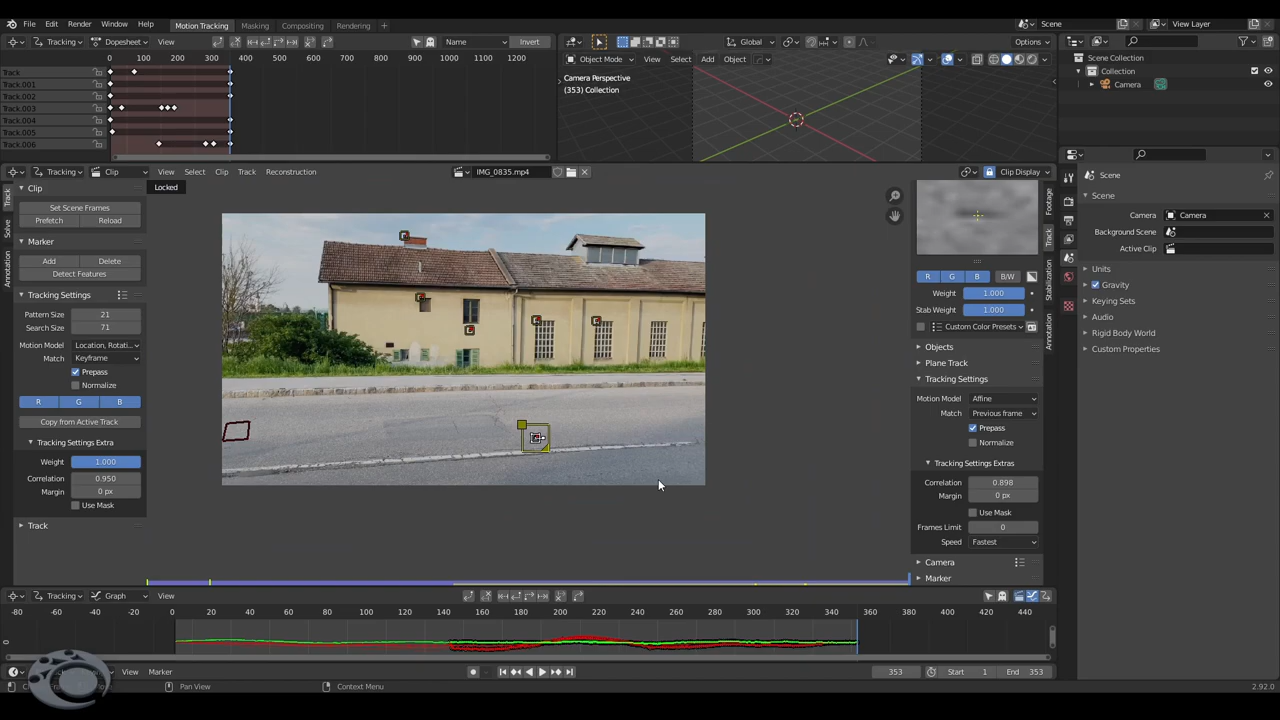 File Edit Render Window Help Motion Tracking Masking Compositing Rendering + Scene View Layer
Tracking Dopesheet View Name Invert Global Options
0 100 200 300 400 500 600 700 800 900 1000 1100 1200
Object Mode View Select Add Object
Track
Track.001
Track.002
Track.003
Track.004
Track.005
Track.006
Camera Perspective
(353) Collection
Scene Collection
Collection
Camera
Tracking Clip View Select Clip Track Reconstruction IMG_0835.mp4 Clip Display
Locked
Track
Solve
Annotation
Clip
Set Scene Frames
Prefetch Reload
Marker
Add Delete
Detect Features
Tracking Settings
Pattern Size 21
Search Size 71
Motion Model Location, Rotati..
Match Keyframe
Prepass
Normalize
R G B
Copy from Active Track
Tracking Settings Extra
Weight 1.000
Correlation 0.950
Margin 0 px
Use Mask
Track
Footage
Track
Stabilization
Annotation
R G B B/W
Weight 1.000
Stab Weight 1.000
Custom Color Presets
Objects
Plane Track
Tracking Settings
Motion Model Affine
Match Previous frame
Prepass
Normalize
Tracking Settings Extras
Correlation 0.898
Margin 0 px
Use Mask
Frames Limit 0
Speed Fastest
Camera
Marker
Scene
Scene
Camera Camera
Background Scene
Active Clip
Units
Gravity
Keying Sets
Audio
Rigid Body World
Custom Properties
Tracking Graph View
-80 -60 -40 -20 0 20 40 60 80 100 120 140 160 180 200 220 240 260 280 300 320 340 360 380 400 420 440
0
View Marker 353 Start 1 End 353
Pan View Context Menu 2.92.0